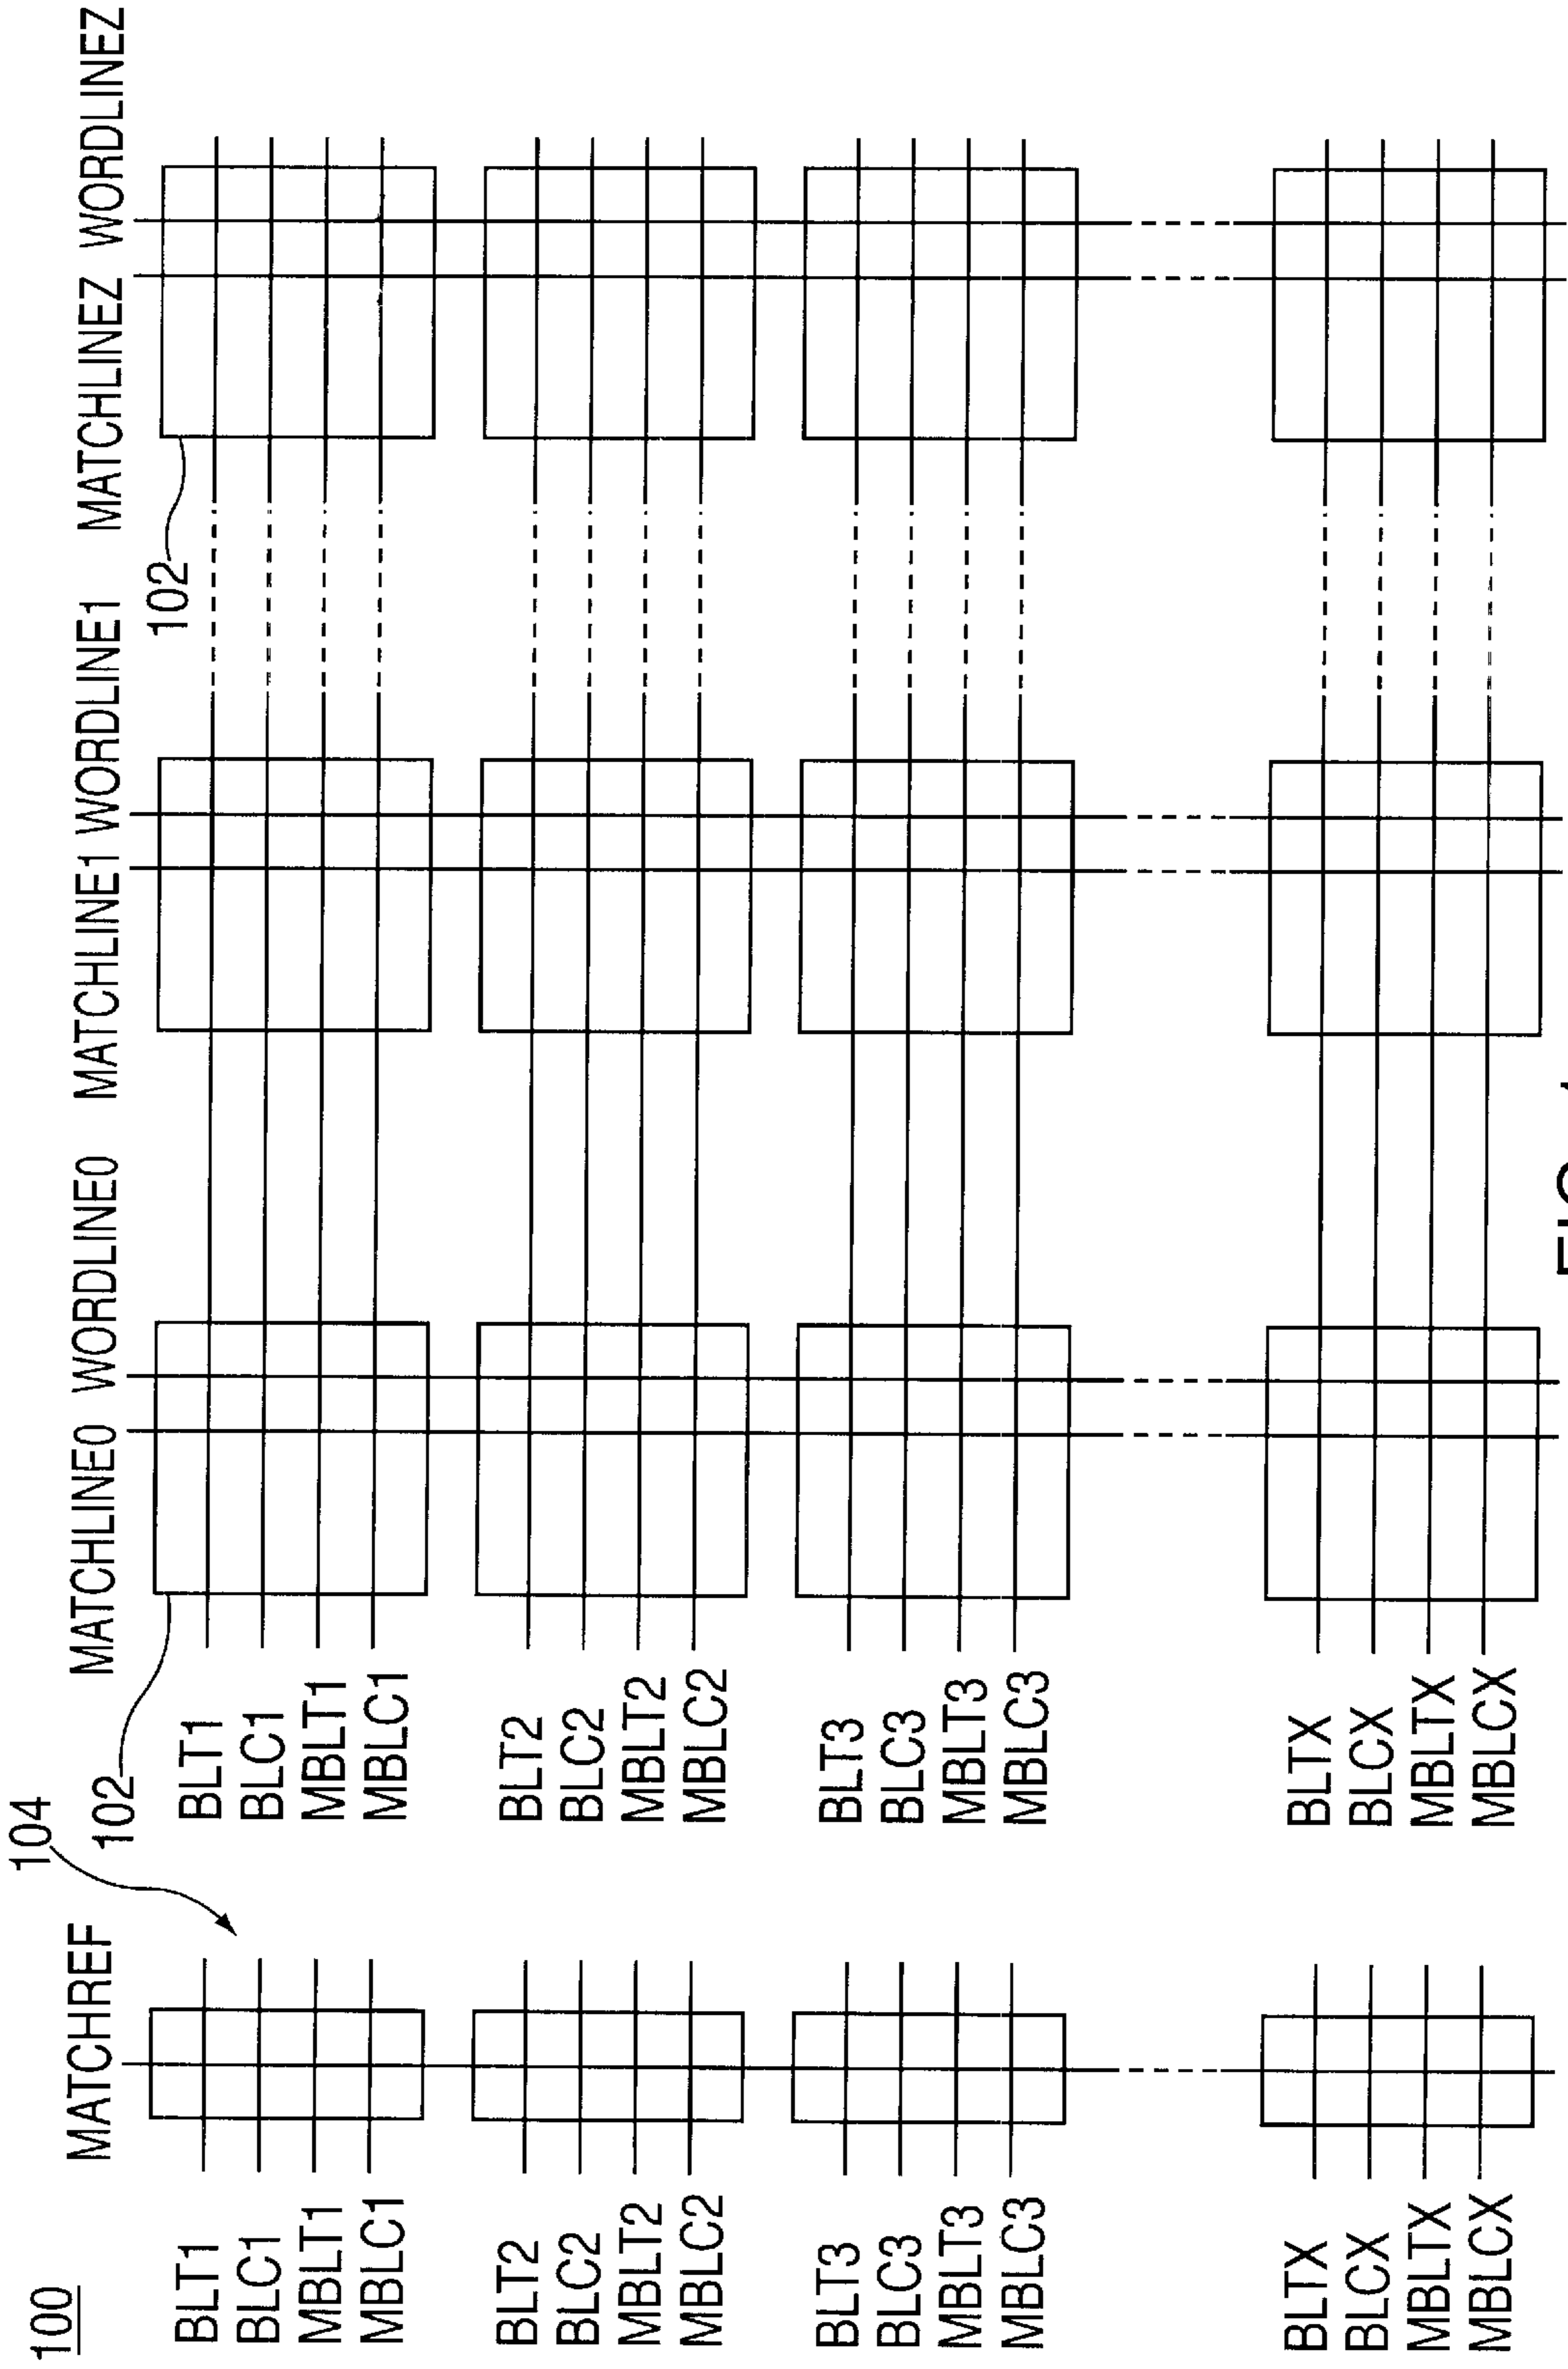 100
104
MATCHREF
MATCHLINE0 WORDLINE0
MATCHLINE1 WORDLINE1
MATCHLINEZ WORDLINEZ
102
102
BLT1
BLC1
MBLT1
MBLC1
BLT2
BLC2
MBLT2
MBLC2
BLT3
BLC3
MBLT3
MBLC3
BLTX
BLCX
MBLTX
MBLCX
BLT1
BLC1
MBLT1
MBLC1
BLT2
BLC2
MBLT2
MBLC2
BLT3
BLC3
MBLT3
MBLC3
BLTX
BLCX
MBLTX
MBLCX
FIG.